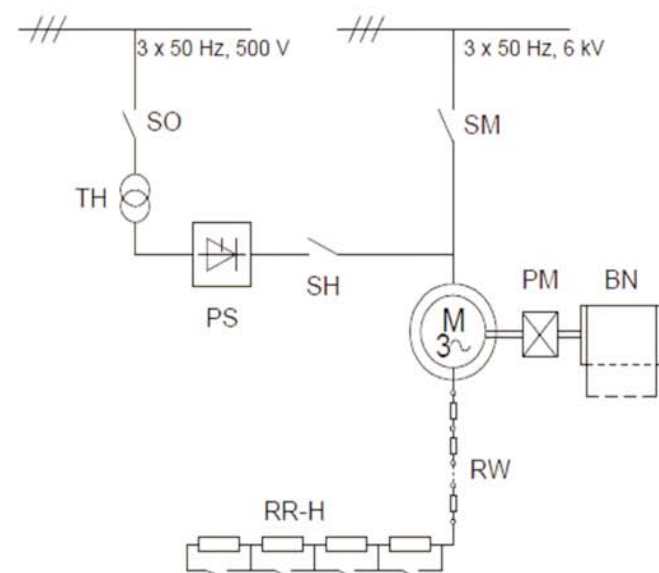 3 x 50 Hz, 500 V
3 x 50 Hz, 6 kV
SO
SM
TH
PS
SH
PM
BN
M
3~
RW
RR-H